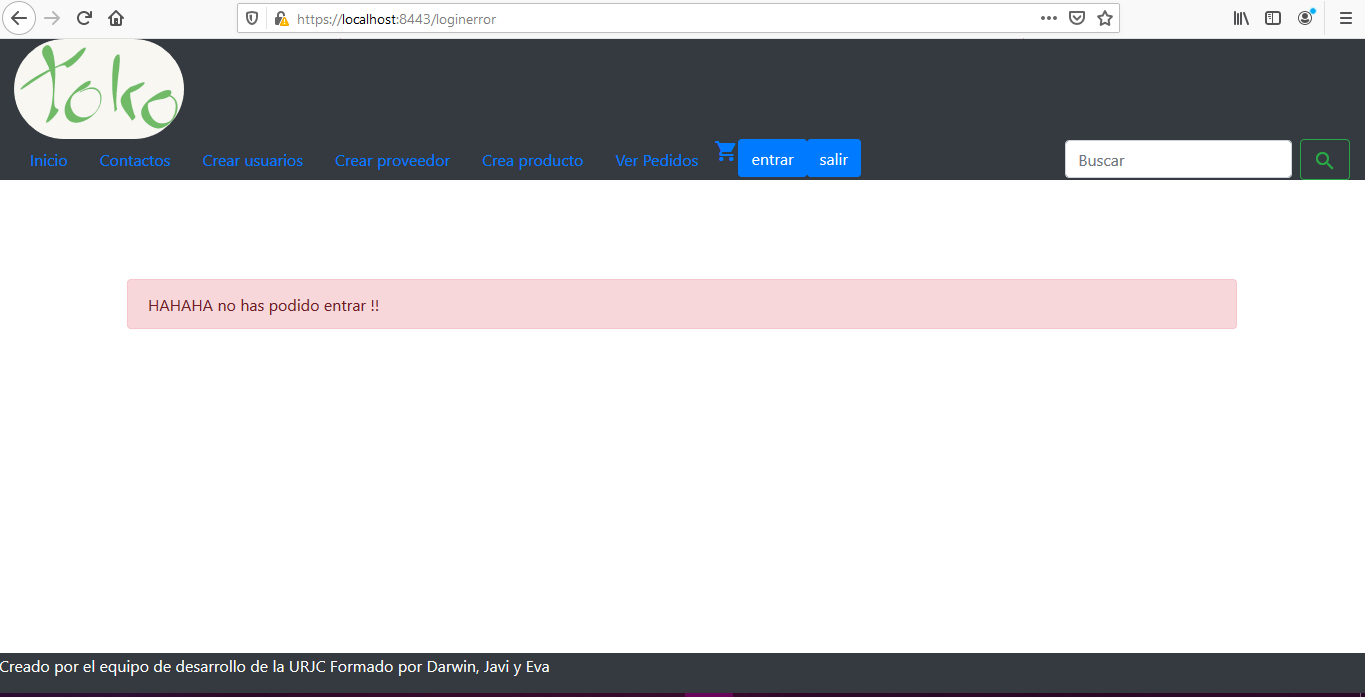 https://localhost:8443/loginerror
toko
Inicio Contactos Crear usuarios Crear proveedor Crea producto Ver Pedidos entrar salir Buscar
HAHAHA no has podido entrar !!
Creado por el equipo de desarrollo de la URJC Formado por Darwin, Javi y Eva